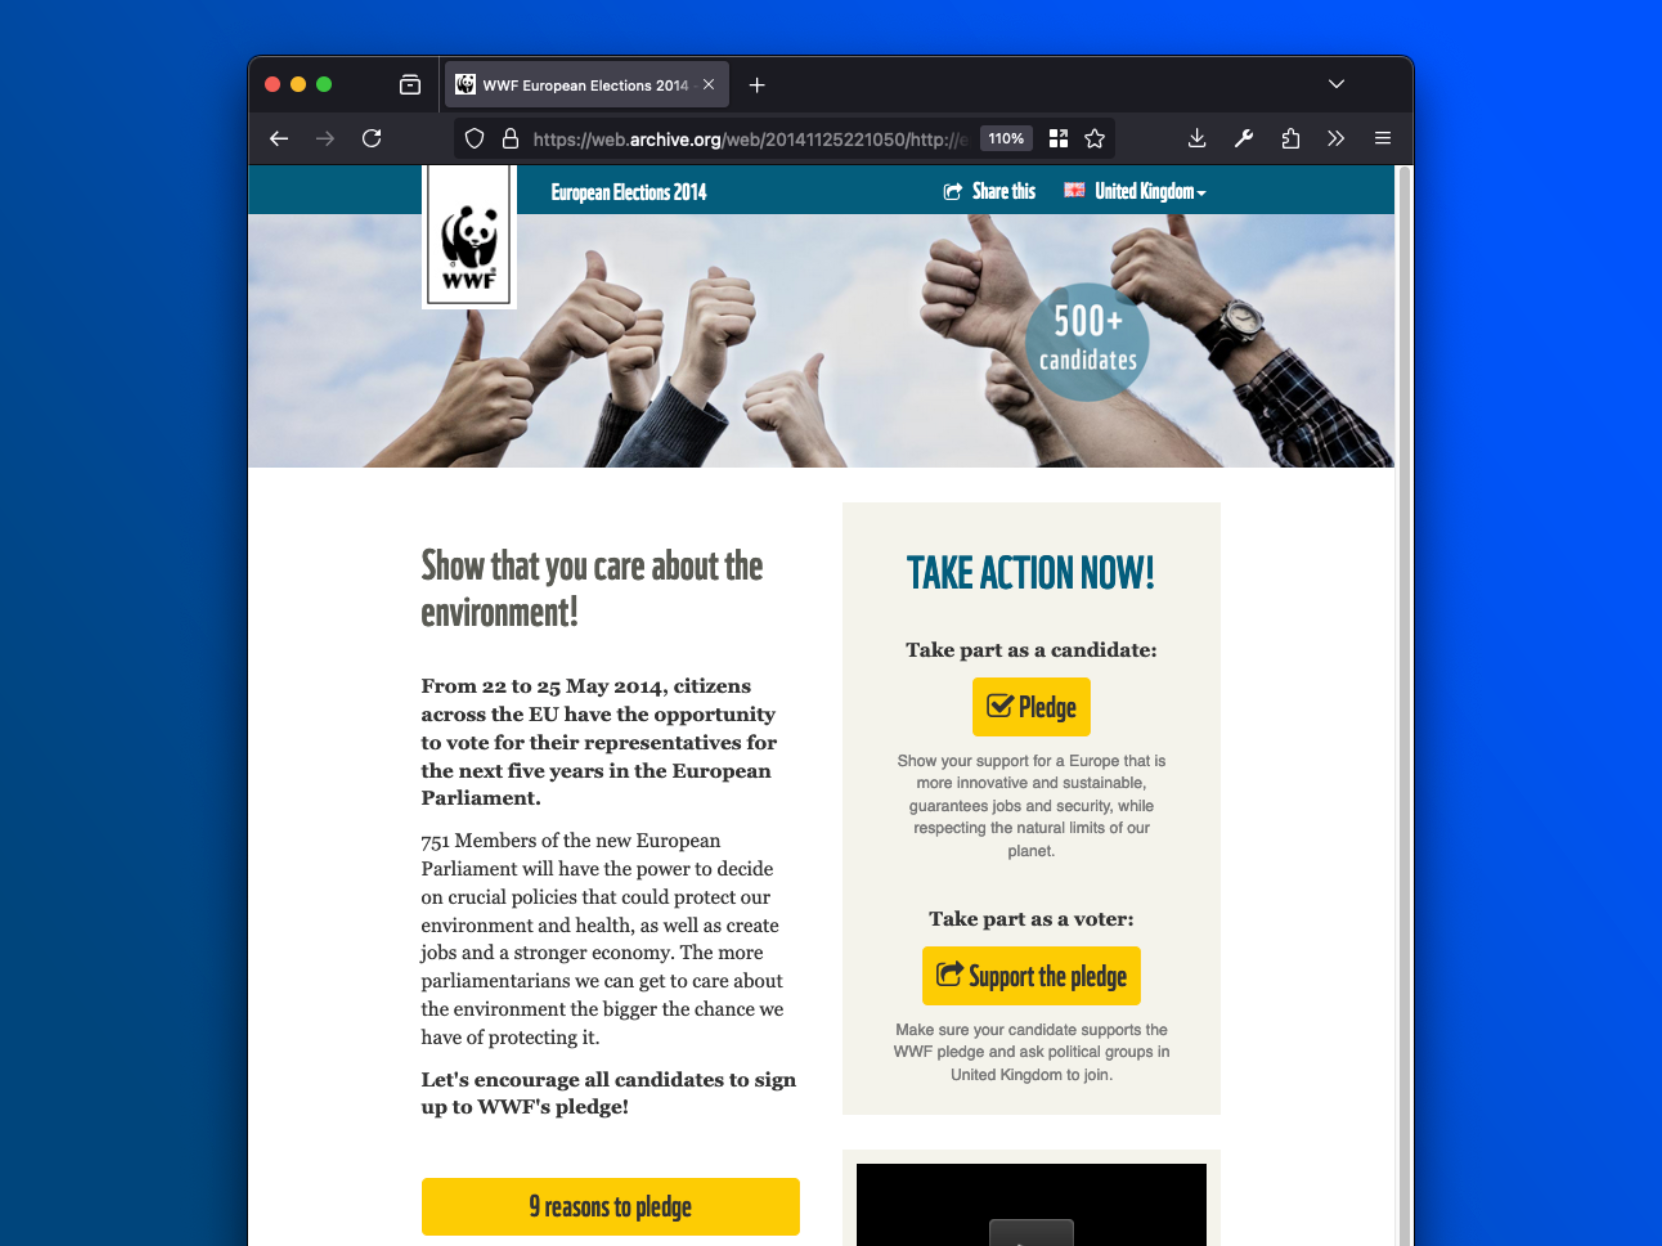 WWF European Elections 2014
https://web.archive.org/web/20141125221050/http://e
110%
WWF
European Elections 2014
Share this
United Kingdom
500+
candidates
Show that you care about the
environment!
From 22 to 25 May 2014, citizens
across the EU have the opportunity
to vote for their representatives for
the next five years in the European
Parliament.
751 Members of the new European
Parliament will have the power to decide
on crucial policies that could protect our
environment and health, as well as create
jobs and a stronger economy. The more
parliamentarians we can get to care about
the environment the bigger the chance we
have of protecting it.
Let's encourage all candidates to sign
up to WWF's pledge!
9 reasons to pledge
TAKE ACTION NOW!
Take part as a candidate:
Pledge
Show your support for a Europe that is
more innovative and sustainable,
guarantees jobs and security, while
respecting the natural limits of our
planet.
Take part as a voter:
Support the pledge
Make sure your candidate supports the
WWF pledge and ask political groups in
United Kingdom to join.